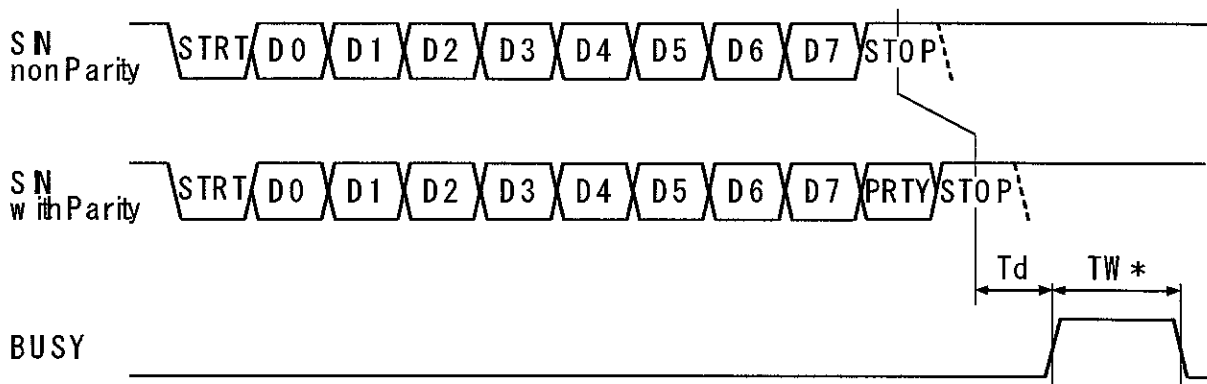 SIN STRT D0 D1 D2 D3 D4 D5 D6 D7 STOP
non Parity
SIN STRT D0 D1 D2 D3 D4 D5 D6 D7 PRTY STOP
with Parity
Td TW *
BUSY